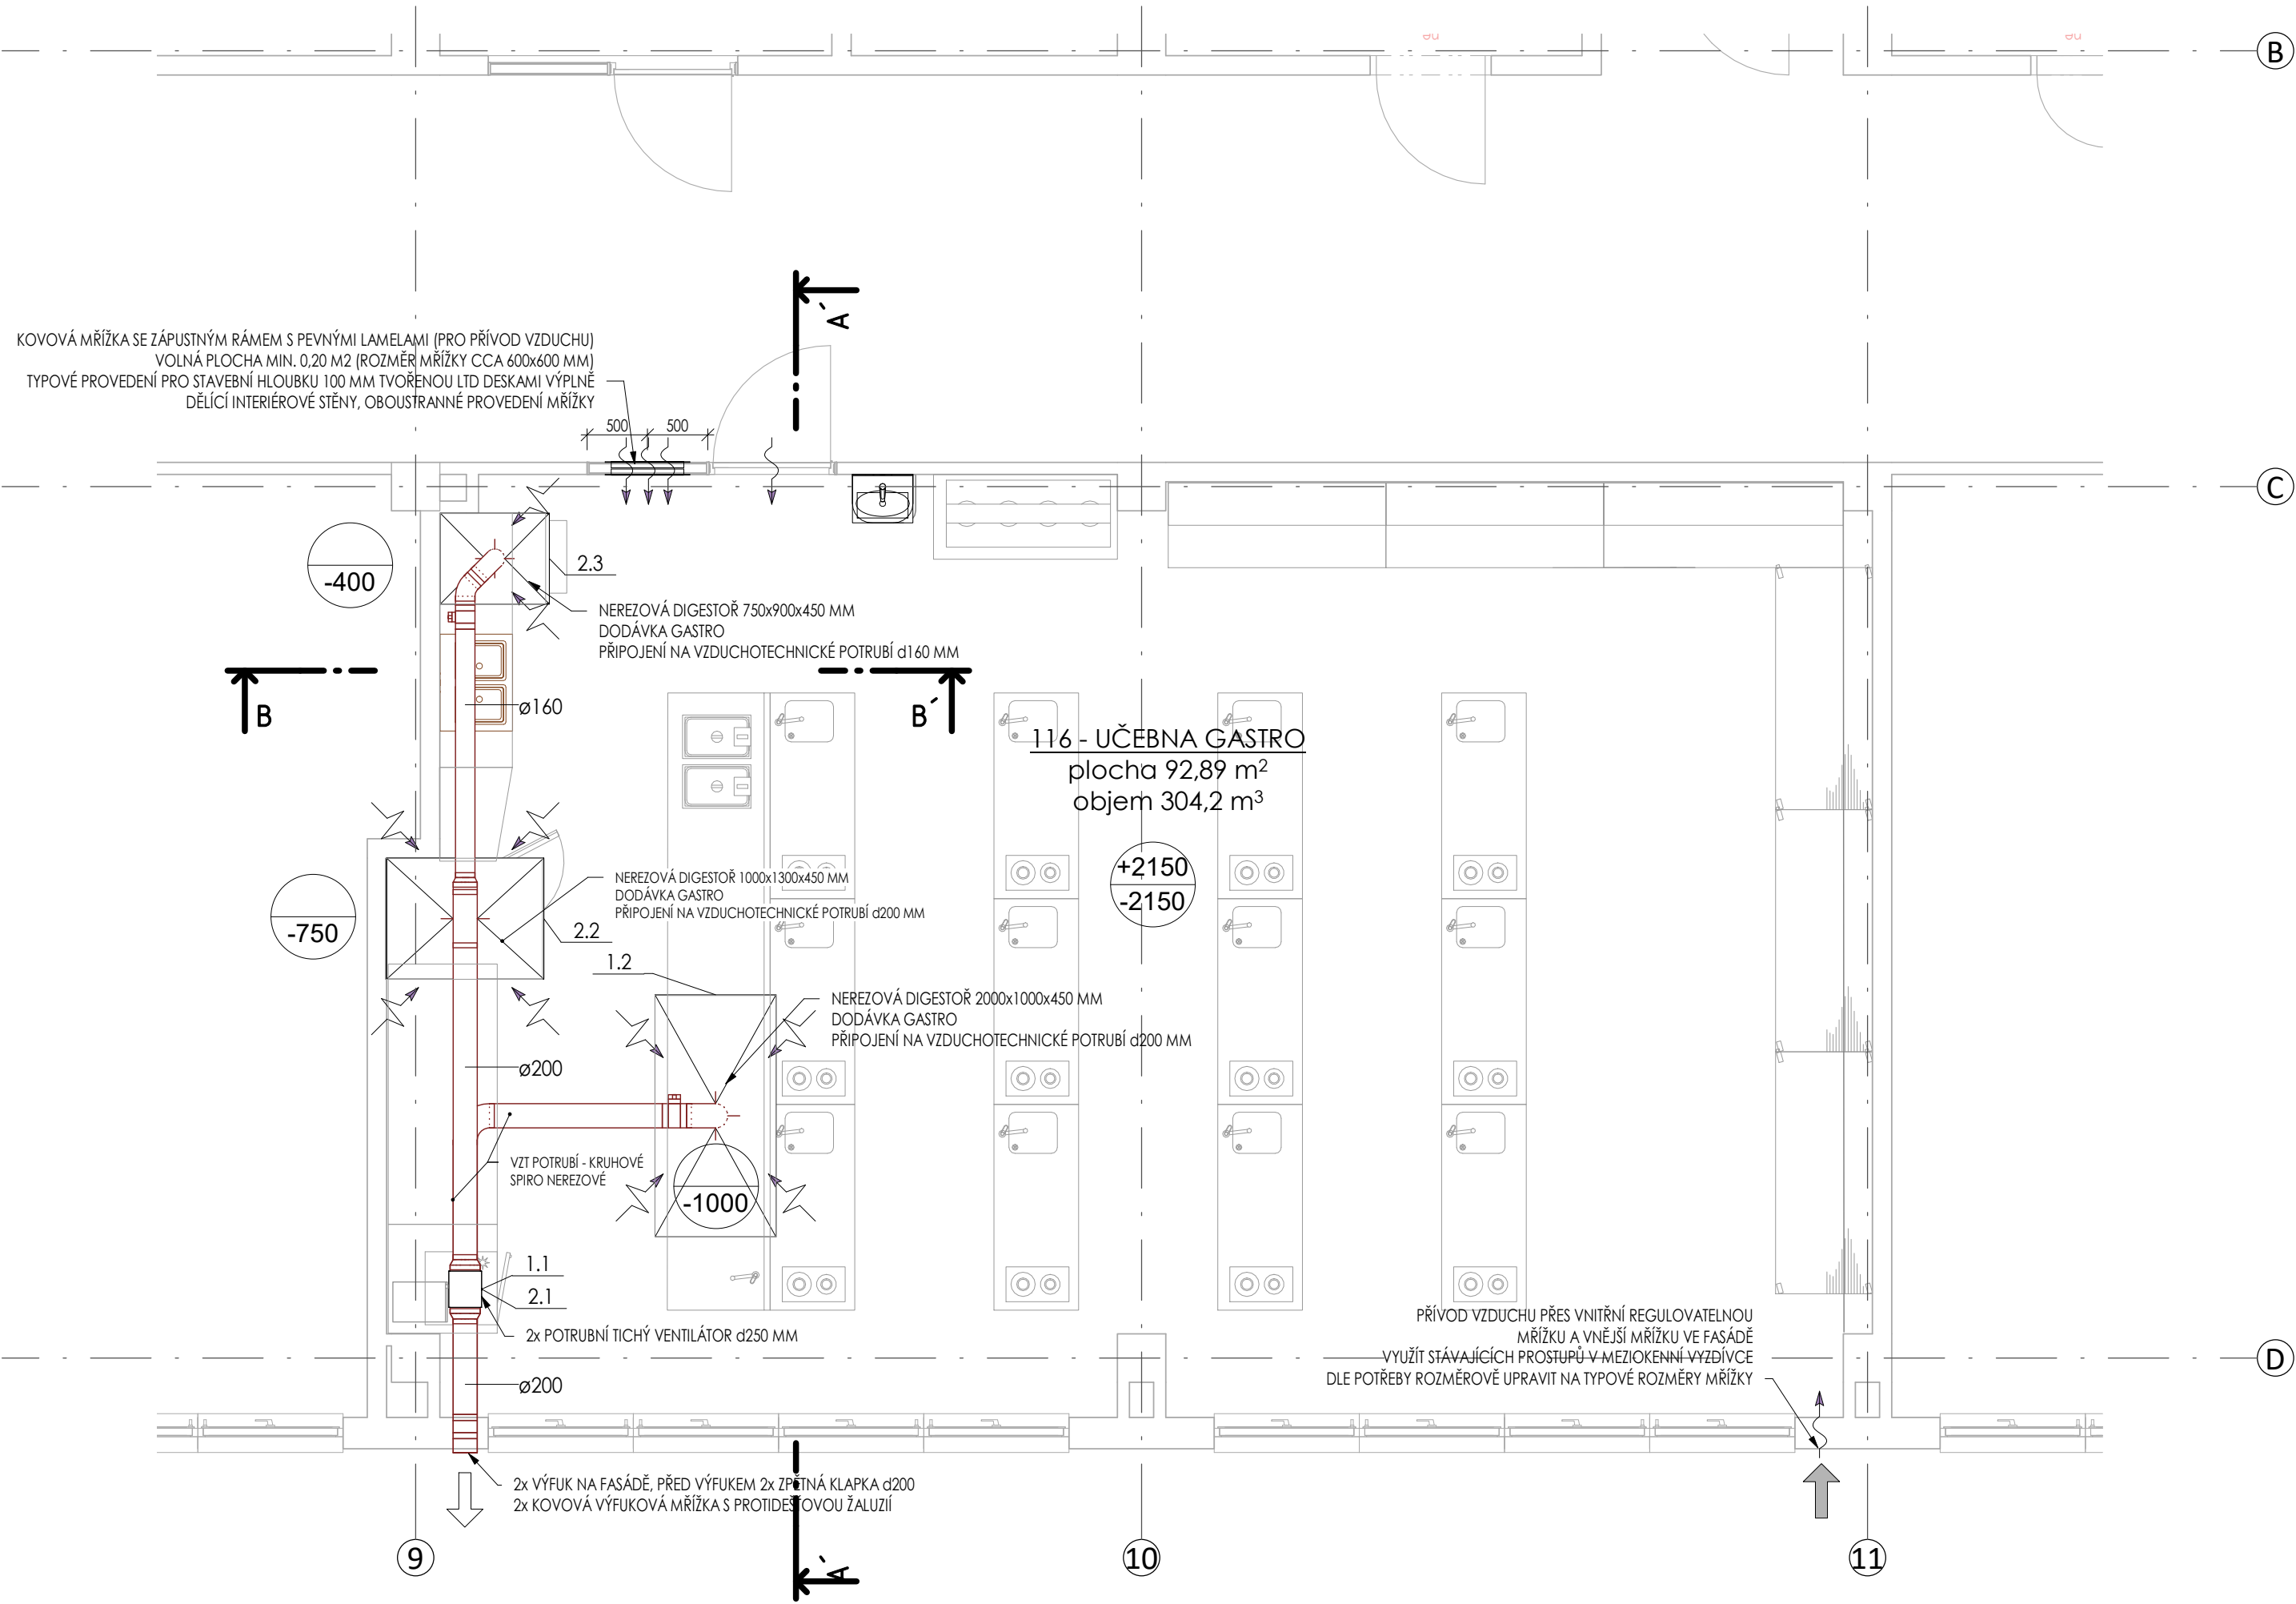 B
KOVOVÁ MŘÍŽKA SE ZÁPUSTNÝM RÁMEM S PEVNÝMI LAMELAMI (PRO PŘÍVOD VZDUCHU)
VOLNÁ PLOCHA MIN. 0,20 M2 (ROZMĚR MŘÍŽKY CCA 600x600 MM)
TYPOVÉ PROVEDENÍ PRO STAVEBNÍ HLOUBKU 100 MM TVOŘENOU LTD DESKAMI VÝPLNĚ
DĚLÍCÍ INTERIÉROVÉ STĚNY, OBOUSTRANNÉ PROVEDENÍ MŘÍŽKY
A´
500 500
C
-400
2.3
NEREZOVÁ DIGESTOŘ 750x900x450 MM
DODÁVKA GASTRO
PŘIPOJENÍ NA VZDUCHOTECHNICKÉ POTRUBÍ d160 MM
B
B´
ø160
116 - UČEBNA GASTRO
plocha 92,89 m²
objem 304,2 m³
+2150
-2150
NEREZOVÁ DIGESTOŘ 1000x1300x450 MM
DODÁVKA GASTRO
PŘIPOJENÍ NA VZDUCHOTECHNICKÉ POTRUBÍ d200 MM
-750
2.2
1.2
NEREZOVÁ DIGESTOŘ 2000x1000x450 MM
DODÁVKA GASTRO
PŘIPOJENÍ NA VZDUCHOTECHNICKÉ POTRUBÍ d200 MM
ø200
VZT POTRUBÍ - KRUHOVÉ
SPIRO NEREZOVÉ
-1000
1.1
2.1
2x POTRUBNÍ TICHÝ VENTILÁTOR d250 MM
PŘÍVOD VZDUCHU PŘES VNITŘNÍ REGULOVATELNOU
MŘÍŽKU A VNĚJŠÍ MŘÍŽKU VE FASÁDĚ
VYUŽÍT STÁVAJÍCÍCH PROSTUPŮ V MEZIOKENNÍ VYZDÍVCE
DLE POTŘEBY ROZMĚROVĚ UPRAVIT NA TYPOVÉ ROZMĚRY MŘÍŽKY
D
ø200
2x VÝFUK NA FASÁDĚ, PŘED VÝFUKEM 2x ZPĚTNÁ KLAPKA d200
2x KOVOVÁ VÝFUKOVÁ MŘÍŽKA S PROTIDEŠŤOVOU ŽALUZIÍ
9
10
11
A´